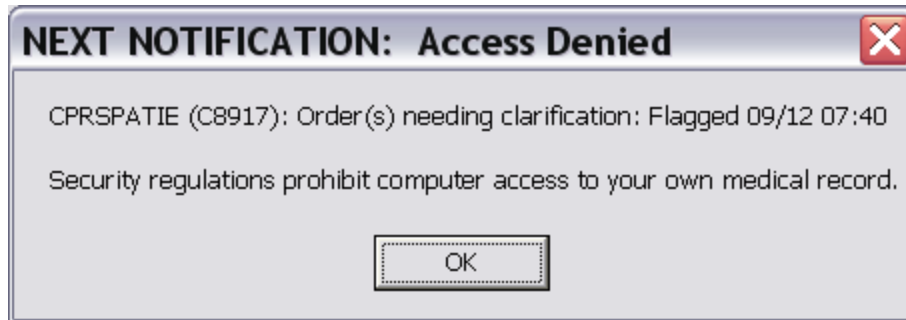 NEXT NOTIFICATION: Access Denied
CPRSPATIE (C8917): Order(s) needing clarification: Flagged 09/12 07:40
Security regulations prohibit computer access to your own medical record.
OK